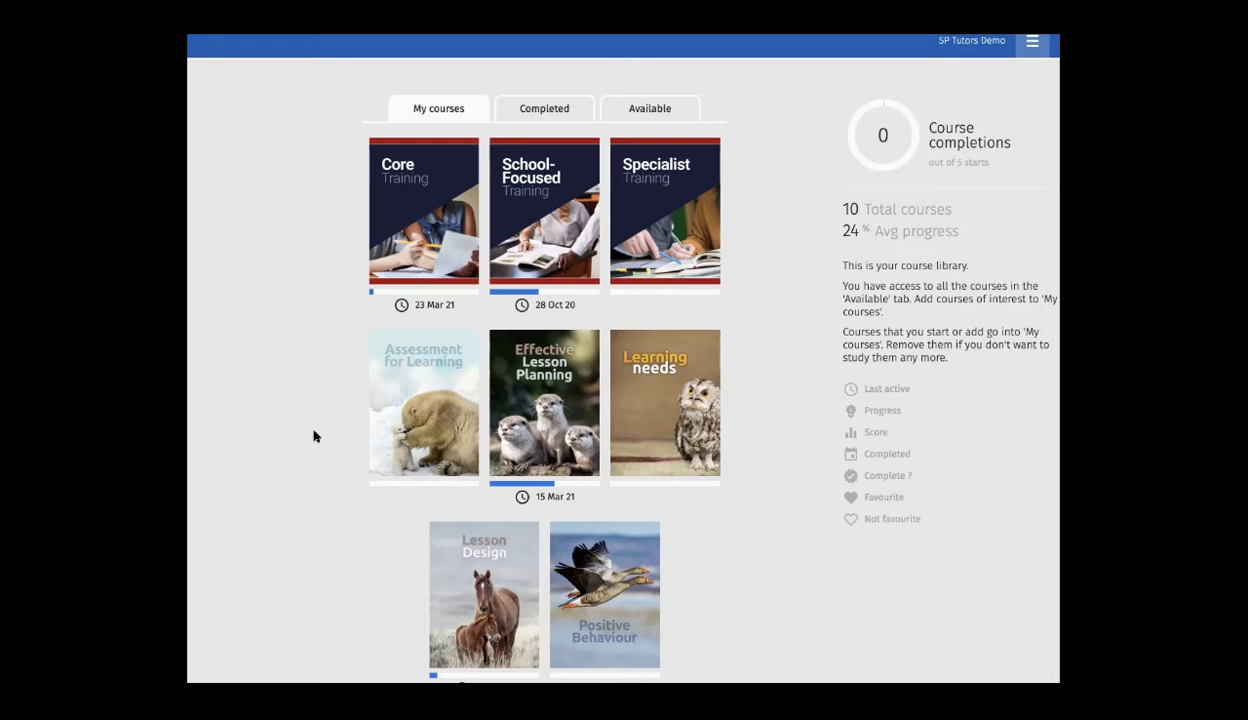 SP Tutors Demo
My courses
Completed
Available
Core
Training
School-
Focused
Training
Specialist
Training
23 Mar 21
28 Oct 20
Assessment
for Learning
Effective
Lesson
Planning
Learning
needs
15 Mar 21
Lesson
Design
Positive
Behaviour
0
Course
completions
out of 5 starts
10 Total courses
24 % Avg progress
This is your course library.
You have access to all the courses in the
'Available' tab. Add courses of interest to 'My
courses'.
Courses that you start or add go into 'My
courses'. Remove them if you don't want to
study them any more.
Last active
Progress
Score
Completed
Complete ?
Favourite
Not favourite